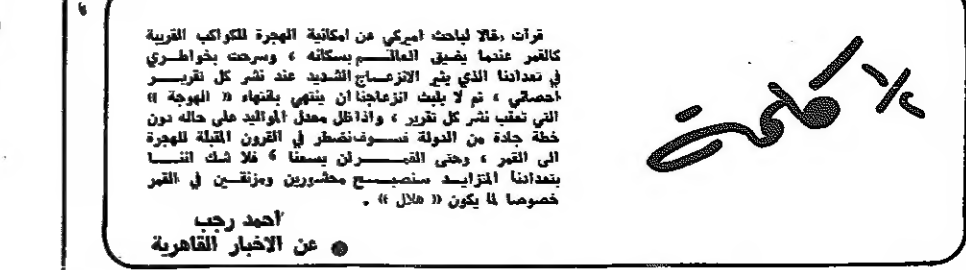 ١/٢ كلمة
قرأت مقالا لباحث اميركي عن امكانية الهجرة للكواكب القريبة
كالقمر عندما يضيق العالم بسكانه ، وسرحت بخواطري
في تعدادنا الذي يثير الانزعاج الشديد عند نشر كل تقرير
احصائي ، ثم لا يلبث انزعاجنا ان ينتهي بانتهاء « الهوجة »
التي تعقب نشر كل تقرير ، واذا ظل معدل المواليد على حاله دون
خطة جادة من الدولة فسوف نضطر في القرون المقبلة للهجرة
الى القمر ، وحتى القمر لن يسعنا ، فلا شك اننا
بتعدادنا المتزايد سنصبح محشورين ومزنقين في القمر
خصوصا لما يكون « هلال » .
أحمد رجب
● عن الاخبار القاهرية